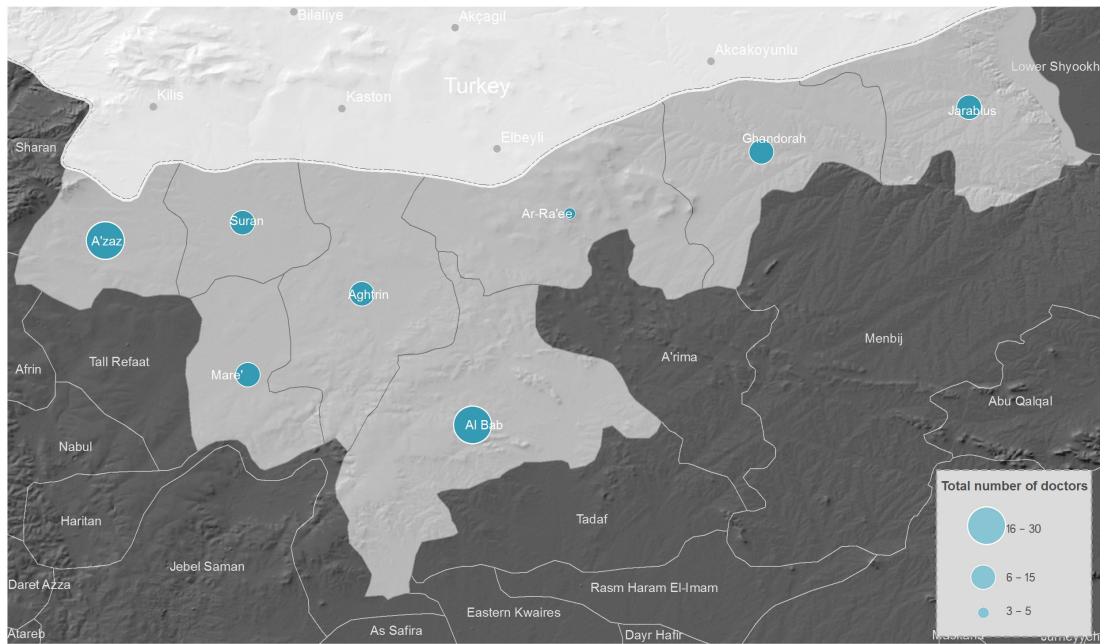 Bilaliye
Akçagil
Akcakoyunlu
Lower Shyookh
Turkey
Kilis
Kaston
Elbeyli
Jarablus
Ghandorah
Sharan
Suran
Ar-Ra'ee
A'zaz
Aghtrin
Menbij
A'rima
Tall Refaat
Afrin
Mare'
Abu Qalqal
Al Bab
Nabul
Total number of doctors
16 – 30
6 – 15
3 – 5
Haritan
Tadaf
Jebel Saman
Daret Azza
Rasm Haram El-Imam
Eastern Kwaires
As Safira
Dayr Hafir
Atareb